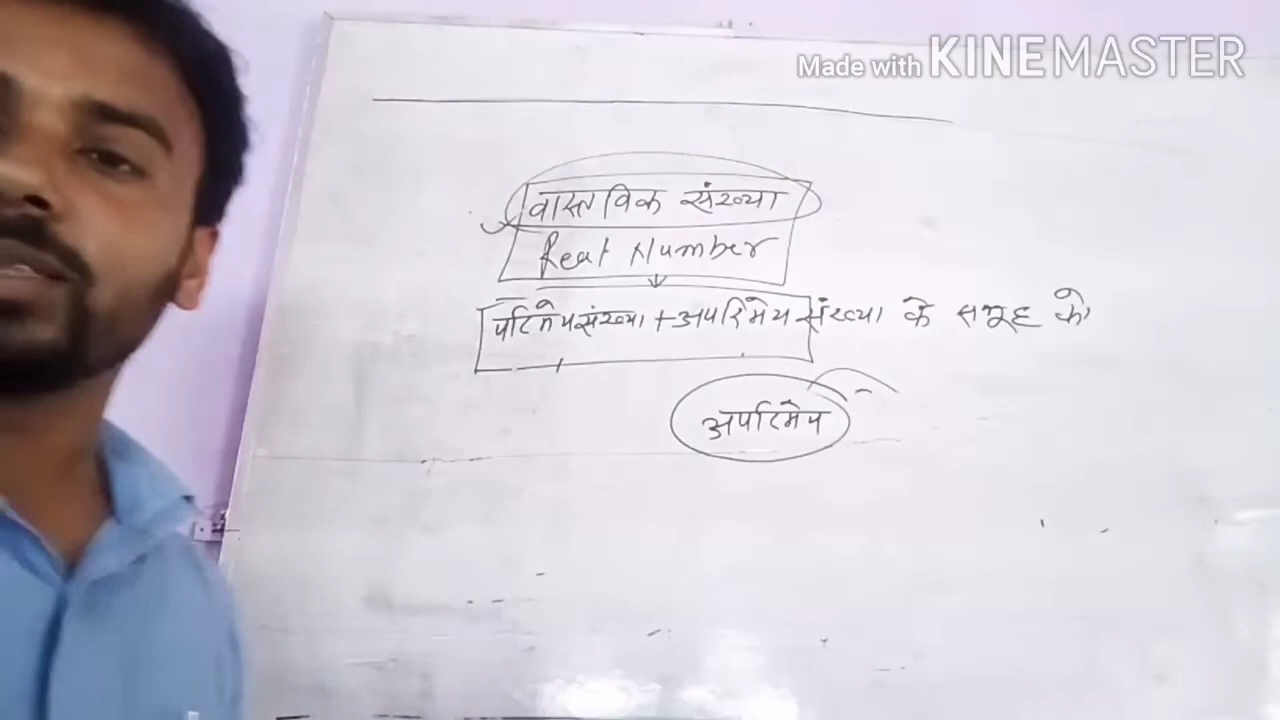 Made with KINEMASTER
वास्तविक संख्या
Real Number
परिमेय संख्या + अपरिमेय संख्या के समूह को
अपरिमेय